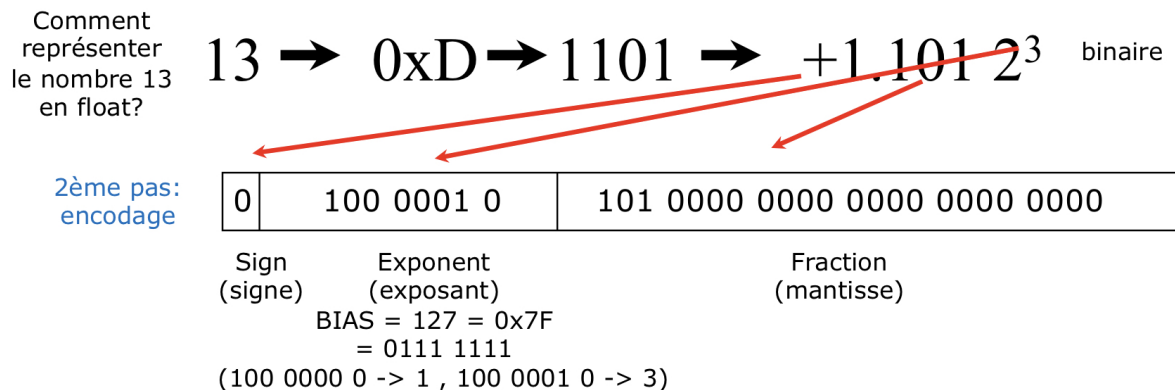 Comment
représenter
le nombre 13
en float?
13 → 0xD → 1101 → +1.101 2³ binaire
2ème pas:
encodage
0 100 0001 0 101 0000 0000 0000 0000 0000
Sign
(signe)
Exponent
(exposant)
Fraction
(mantisse)
BIAS = 127 = 0x7F
= 0111 1111
(100 0000 0 -> 1 , 100 0001 0 -> 3)